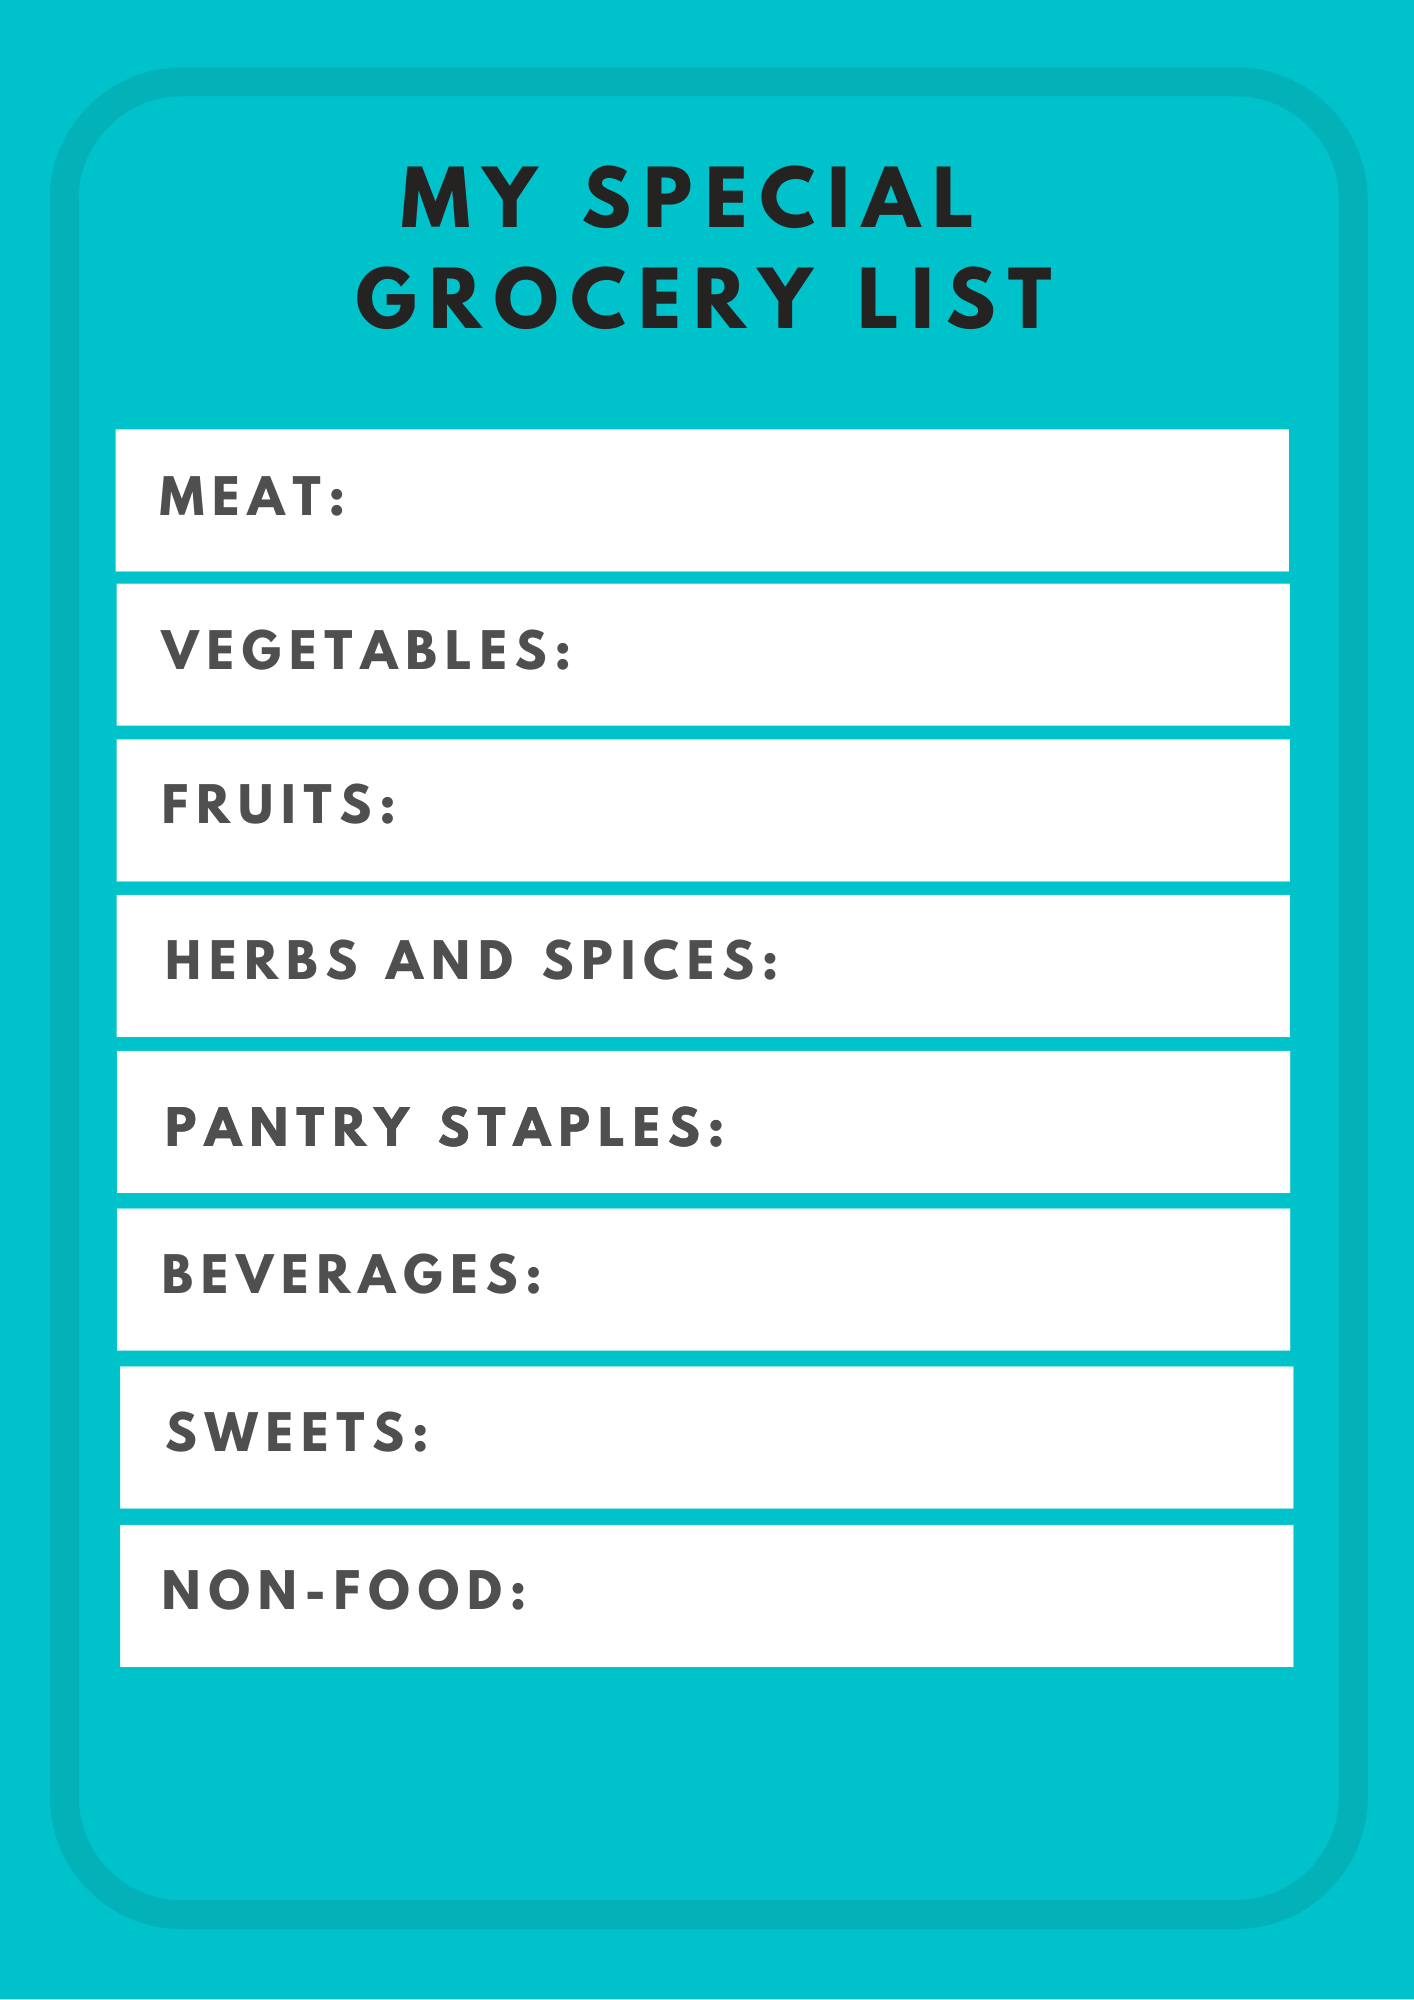 MY SPECIAL
GROCERY LIST
MEAT:
VEGETABLES:
FRUITS:
HERBS AND SPICES:
PANTRY STAPLES:
BEVERAGES:
SWEETS:
NON-FOOD: